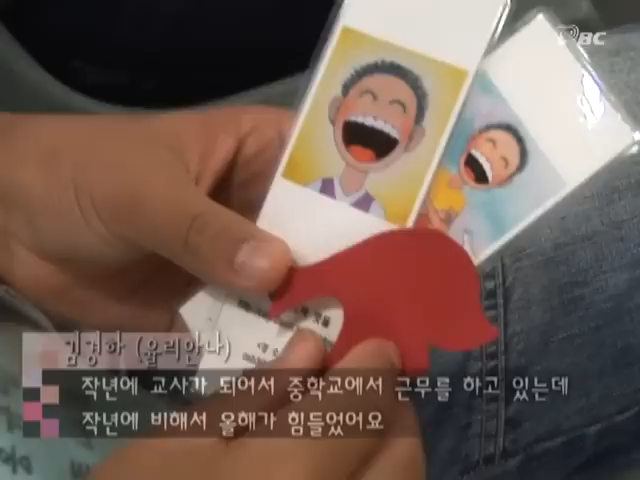 PBC
김경하 (율리안나)
작년에 교사가 되어서 중학교에서 근무를 하고 있는데
작년에 비해서 올해가 힘들었어요